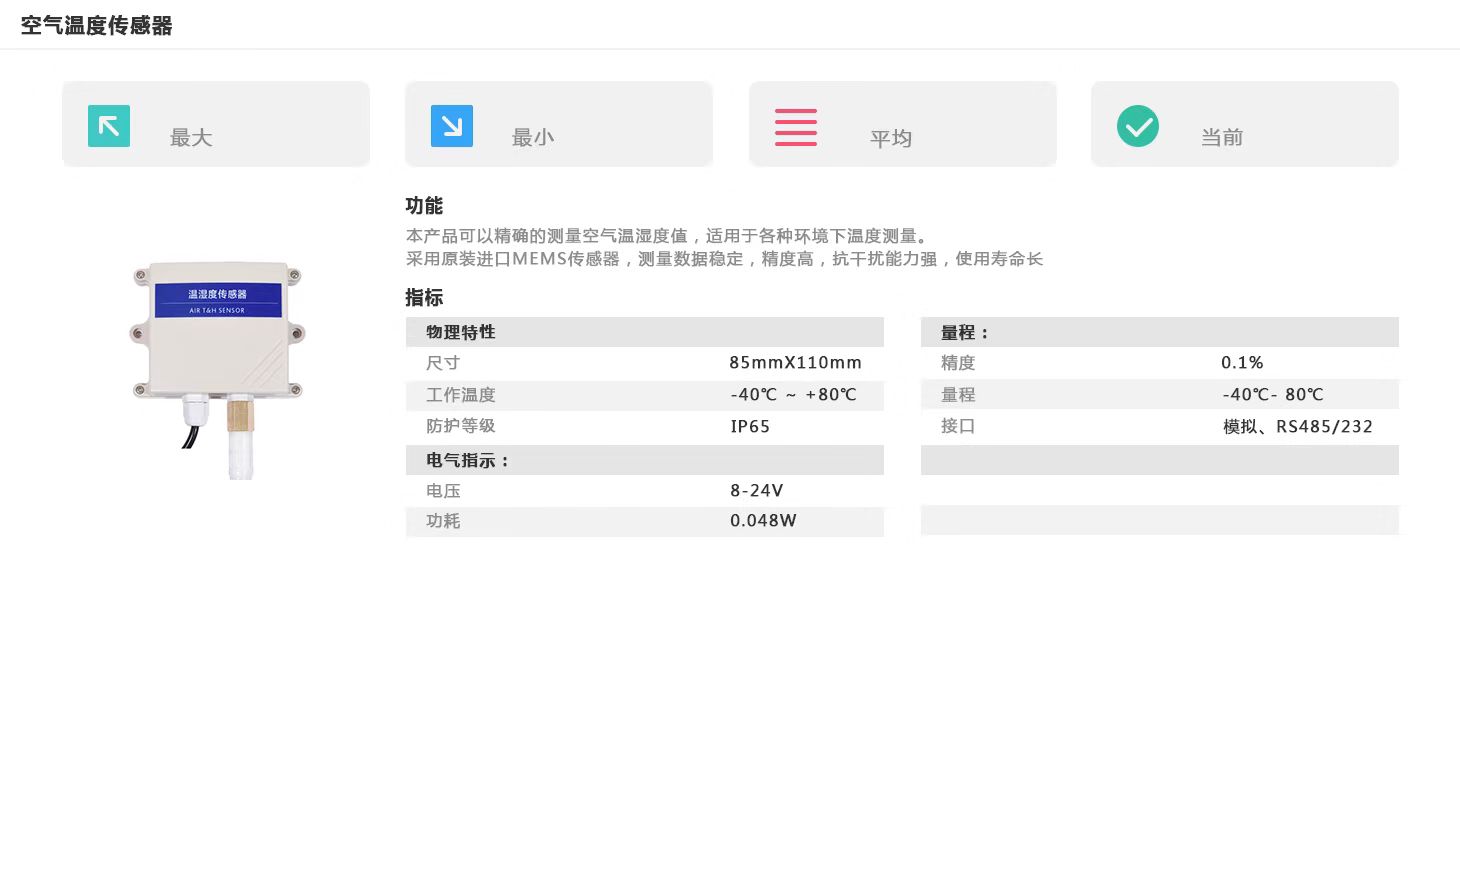 空气温度传感器
最大
最小
平均
当前
功能
本产品可以精确的测量空气温湿度值，适用于各种环境下温度测量。
采用原装进口MEMS传感器，测量数据稳定，精度高，抗干扰能力强，使用寿命长
温湿度传感器
AIR T&H SENSOR
指标
物理特性
尺寸 85mmX110mm
工作温度 -40℃ ~ +80℃
防护等级 IP65
电气指示：
电压 8-24V
功耗 0.048W
量程：
精度 0.1%
量程 -40℃- 80℃
接口 模拟、RS485/232